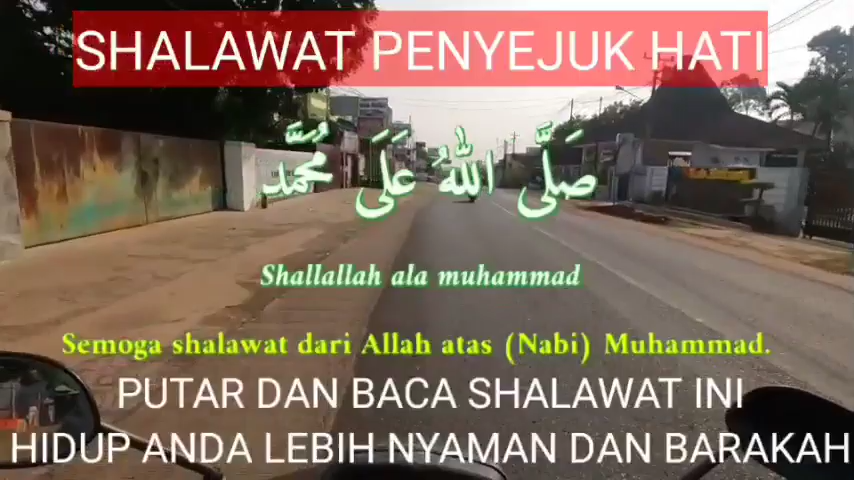 SHALAWAT PENYEJUK HATI
صَلَّى اللهُ عَلَى مُحَمَّد
Shallallah ala muhammad
Semoga shalawat dari Allah atas (Nabi) Muhammad.
PUTAR DAN BACA SHALAWAT INI
HIDUP ANDA LEBIH NYAMAN DAN BARAKAH